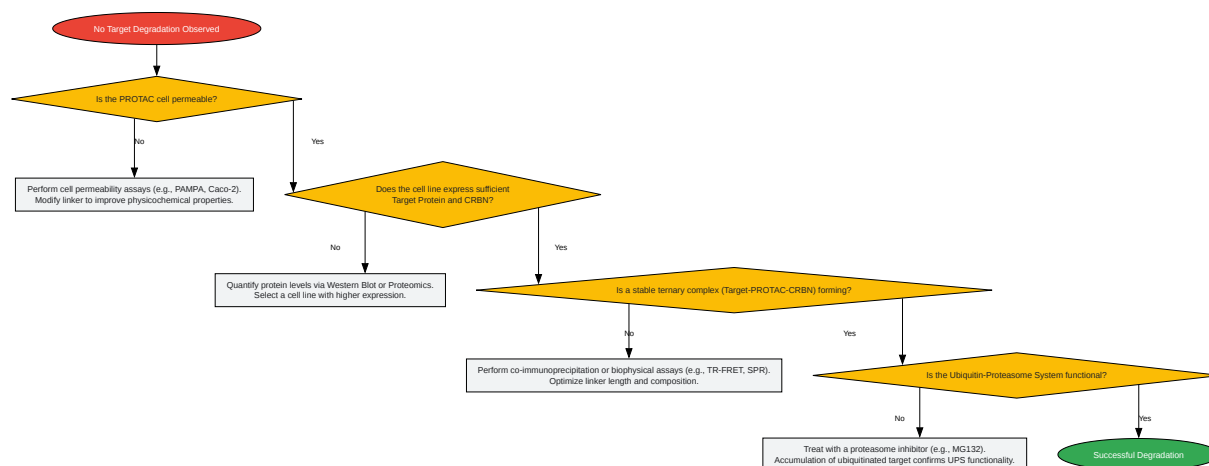 No Target Degradation Observed
Is the PROTAC cell permeable?
No
Yes
Perform cell permeability assays (e.g., PAMPA, Caco-2).
Modify linker to improve physicochemical properties.
Does the cell line express sufficient
Target Protein and CRBN?
No
Yes
Quantify protein levels via Western Blot or Proteomics.
Select a cell line with higher expression.
Is a stable ternary complex (Target-PROTAC-CRBN) forming?
No
Yes
Perform co-immunoprecipitation or biophysical assays (e.g., TR-FRET, SPR).
Optimize linker length and composition.
Is the Ubiquitin-Proteasome System functional?
No
Yes
Treat with a proteasome inhibitor (e.g., MG132).
Accumulation of ubiquitinated target confirms UPS functionality.
Successful Degradation